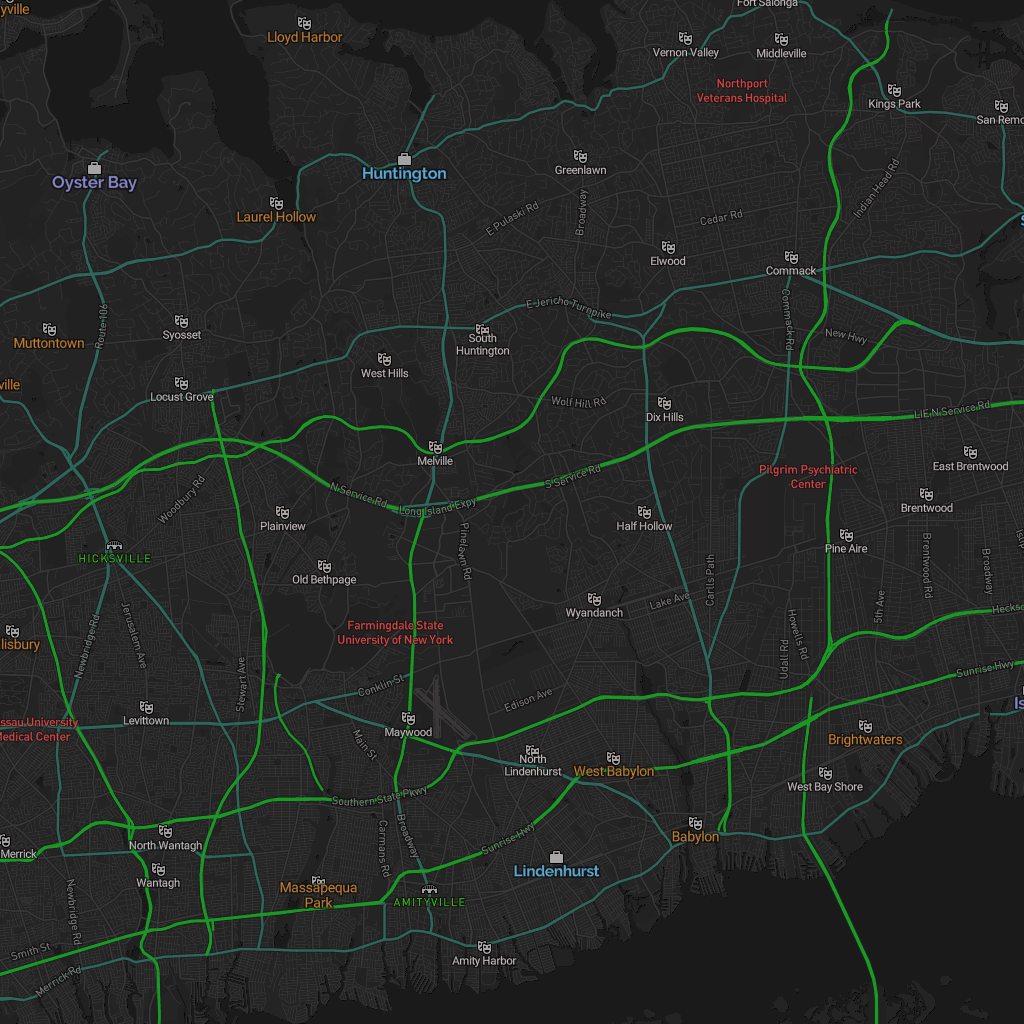 yville
Lloyd Harbor
Fort Salonga
Vernon Valley
Middleville
Northport
Veterans Hospital
Kings Park
San Remo
Oyster Bay
Huntington
Greenlawn
Indian Head Rd
Laurel Hollow
E Pulaski Rd
Broadway
Cedar Rd
Elwood
Commack
Route 106
Syosset
Muttontown
E Jericho Turnpike
Commack Rd
New Hwy
South
Huntington
West Hills
ville
Locust Grove
Wolf Hill Rd
Dix Hills
LIE N Service Rd
Melville
Woodbury Rd
N Service Rd
Long Island Expy
S Service Rd
Pilgrim Psychiatric
Center
East Brentwood
Brentwood
Plainview
Half Hollow
Pine Aire
HICKSVILLE
Pinelawn Rd
Old Bethpage
Carlls Path
Brentwood Rd
Broadway
Wyandanch
Lake Ave
5th Ave
Farmingdale State
University of New York
llisbury
Newbridge Rd
Jerusalem Ave
Howells Rd
Udall Rd
Stewart Ave
Conklin St
Edison Ave
Sunrise Hwy
Levittown
Nassau University
Medical Center
Maywood
Main St
Brightwaters
North
Lindenhurst
West Babylon
West Bay Shore
Southern State Pkwy
Babylon
Merrick
North Wantagh
Carmans Rd
Broadway
Sunrise Hwy
Wantagh
Lindenhurst
Massapequa
Park
AMITYVILLE
Newbridge Rd
Smith St
Amity Harbor
Merrick Rd